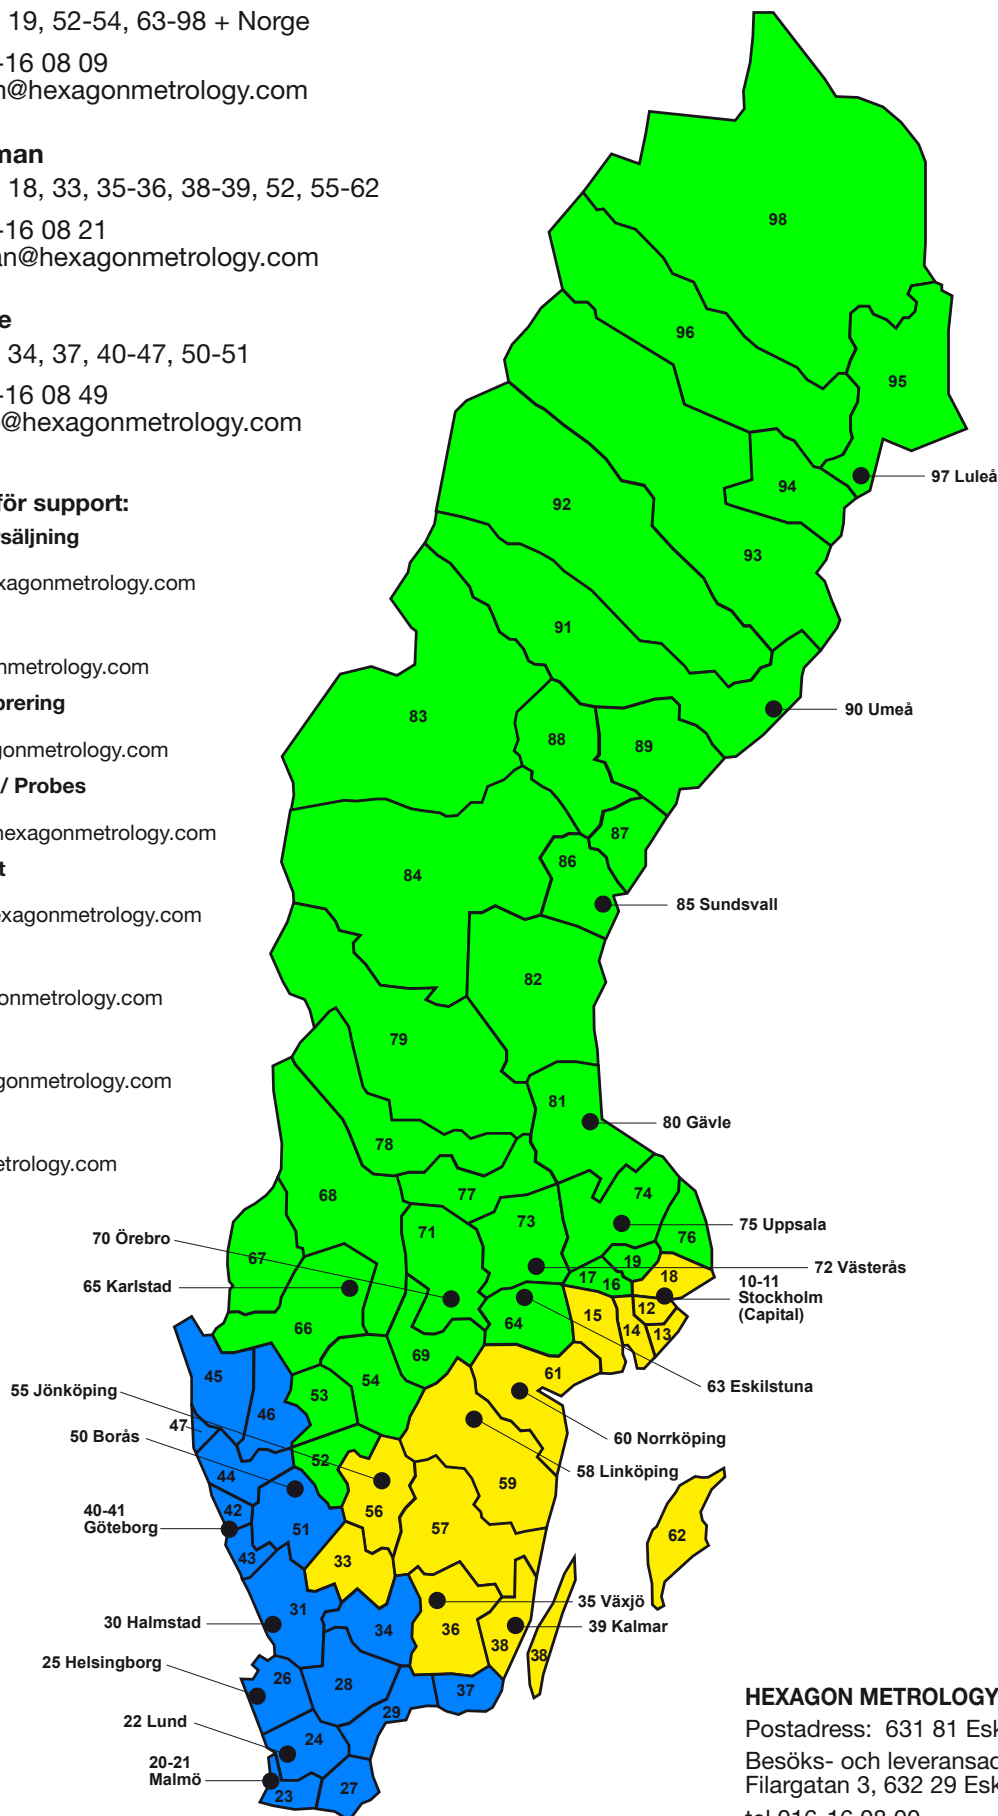 19, 52-54, 63-98 + Norge
-16 08 09
@hexagonmetrology.com
man
18, 33, 35-36, 38-39, 52, 55-62
-16 08 21
an@hexagonmetrology.com
e
34, 37, 40-47, 50-51
-16 08 49
@hexagonmetrology.com
för support:
säljning
xagonmetrology.com
nmetrology.com
brering
gonmetrology.com
/ Probes
hexagonmetrology.com
t
exagonmetrology.com
onmetrology.com
gonmetrology.com
etrology.com
98
96
95
97 Luleå
94
92
93
91
90 Umeå
83
88
89
87
86
84
85 Sundsvall
82
79
81
80 Gävle
78
77
74
68
73
71
75 Uppsala
76
70 Örebro
67
19
72 Västerås
65 Karlstad
17
16
18
10-11
Stockholm
(Capital)
12
15
14
13
64
66
69
61
63 Eskilstuna
45
54
53
55 Jönköping
46
47
50 Borås
60 Norrköping
52
58 Linköping
44
59
42
56
40-41
Göteborg
51
57
62
43
33
35 Växjö
31
30 Halmstad
34
36
39 Kalmar
38
38
25 Helsingborg
26
28
37
29
22 Lund
24
20-21
Malmö
23
27
HEXAGON METROLOGY
Postadress: 631 81 Esk
Besöks- och leveransad
Filargatan 3, 632 29 Esk
tel 016-16 08 00